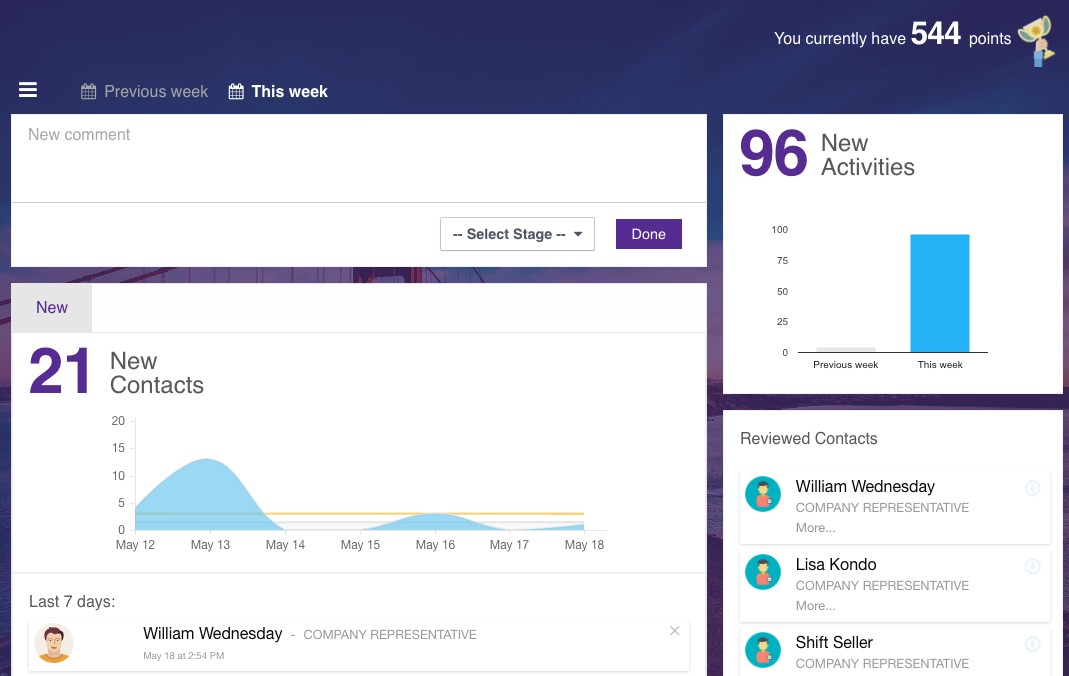 You currently have 544 points
Previous week This week
New comment
-- Select Stage --
Done
New
21 New
Contacts
20
15
10
5
0
May 12 May 13 May 14 May 15 May 16 May 17 May 18
Last 7 days:
William Wednesday - COMPANY REPRESENTATIVE
May 18 at 2:54 PM
96 New
Activities
100
75
50
25
0
Previous week This week
Reviewed Contacts
William Wednesday
COMPANY REPRESENTATIVE
More...
Lisa Kondo
COMPANY REPRESENTATIVE
More...
Shift Seller
COMPANY REPRESENTATIVE